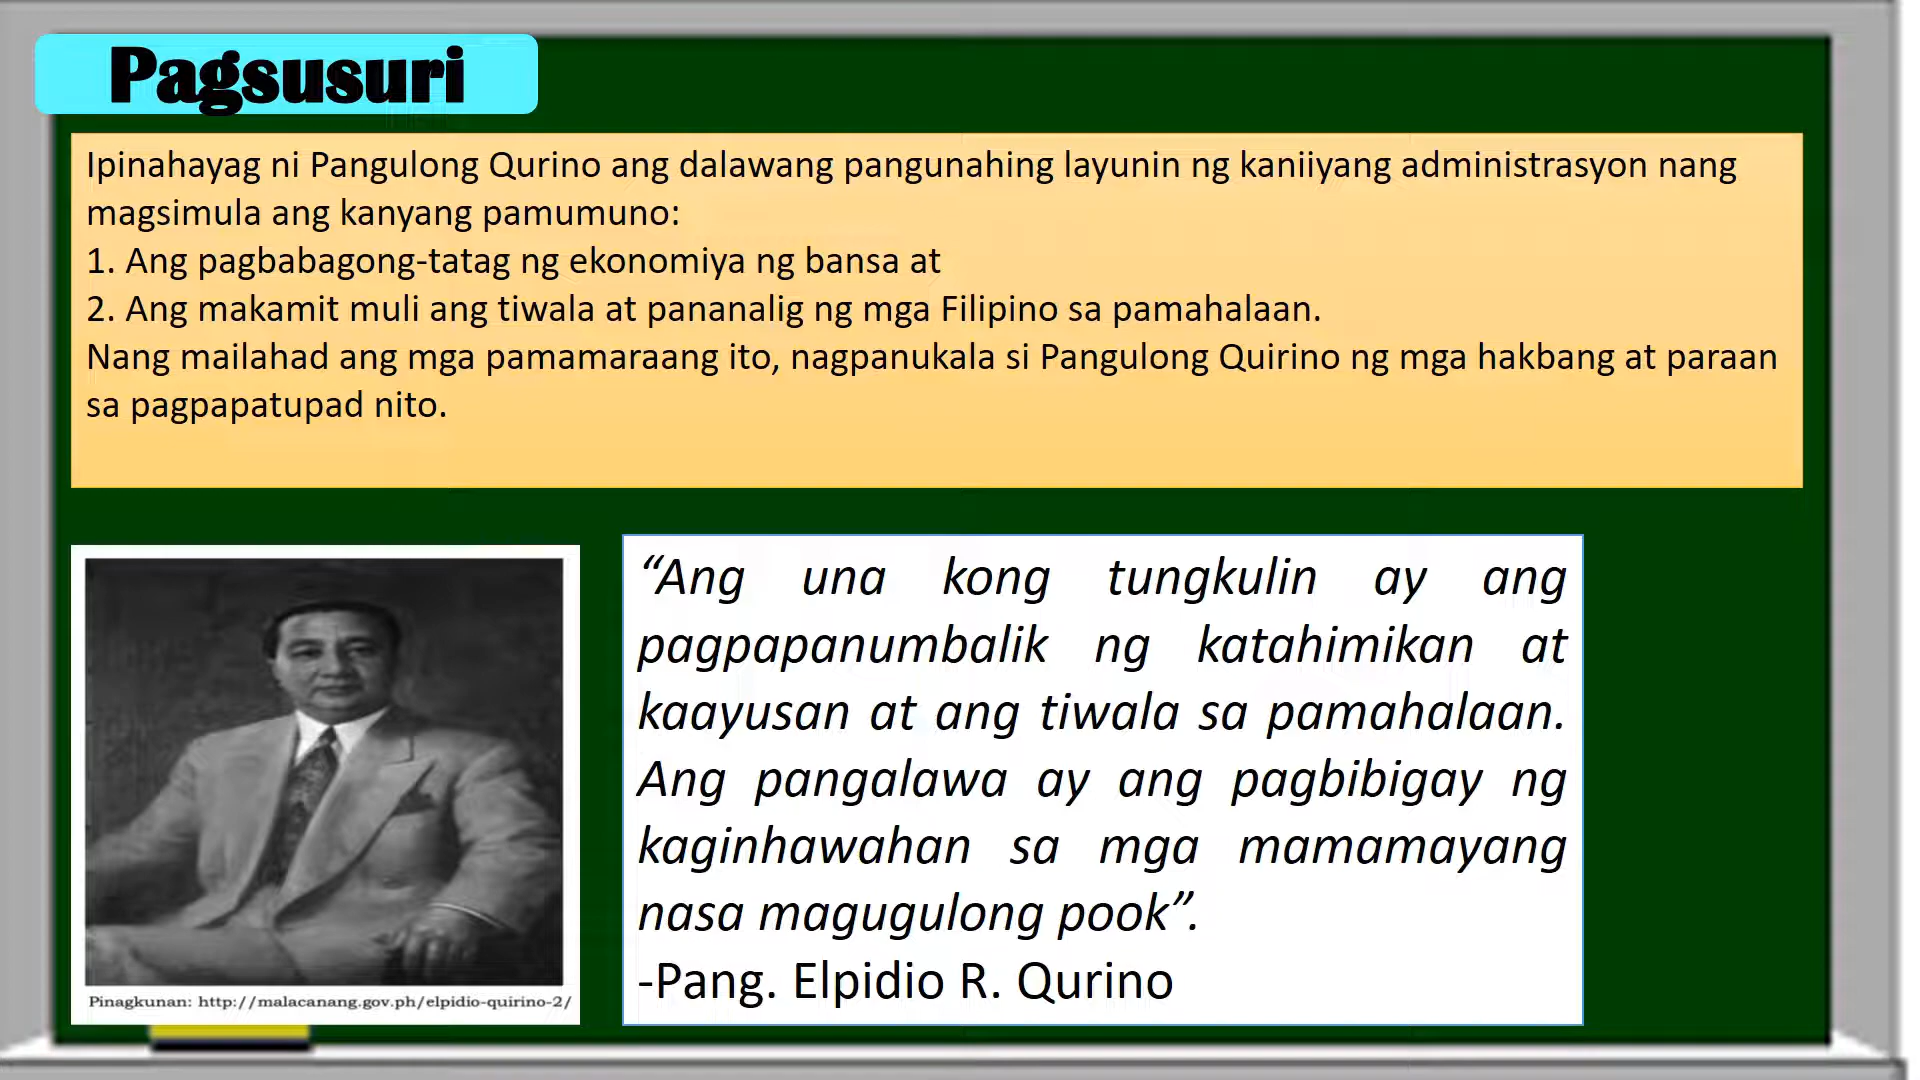 Pagsusuri
Ipinahayag ni Pangulong Qurino ang dalawang pangunahing layunin ng kaniiyang administrasyon nang
magsimula ang kanyang pamumuno:
1. Ang pagbabagong-tatag ng ekonomiya ng bansa at
2. Ang makamit muli ang tiwala at pananalig ng mga Filipino sa pamahalaan.
Nang mailahad ang mga pamamaraang ito, nagpanukala si Pangulong Quirino ng mga hakbang at paraan
sa pagpapatupad nito.
“Ang una kong tungkulin ay ang
pagpapanumbalik ng katahimikan at
kaayusan at ang tiwala sa pamahalaan.
Ang pangalawa ay ang pagbibigay ng
kaginhawahan sa mga mamamayang
nasa magugulong pook”.
-Pang. Elpidio R. Qurino
Pinagkunan: http://malacanang.gov.ph/elpidio-quirino-2/